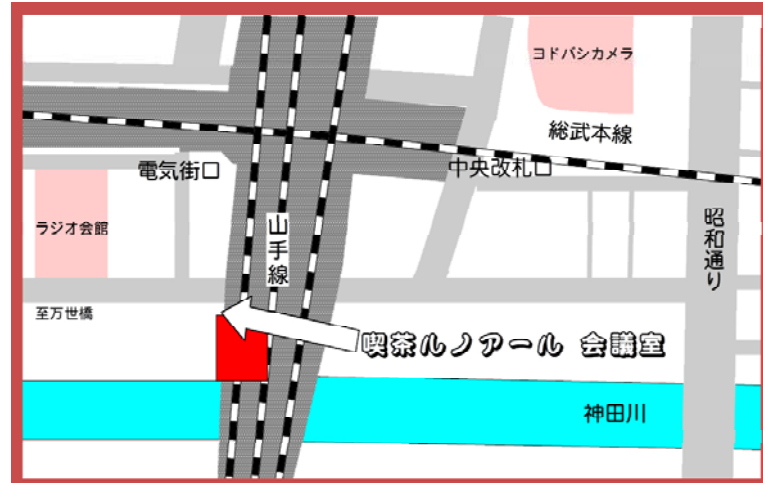 ヨドバシカメラ
総武本線
電気街口
中央改札口
ラジオ会館
山手線
昭和通り
至万世橋
喫茶ルノアール 会議室
神田川